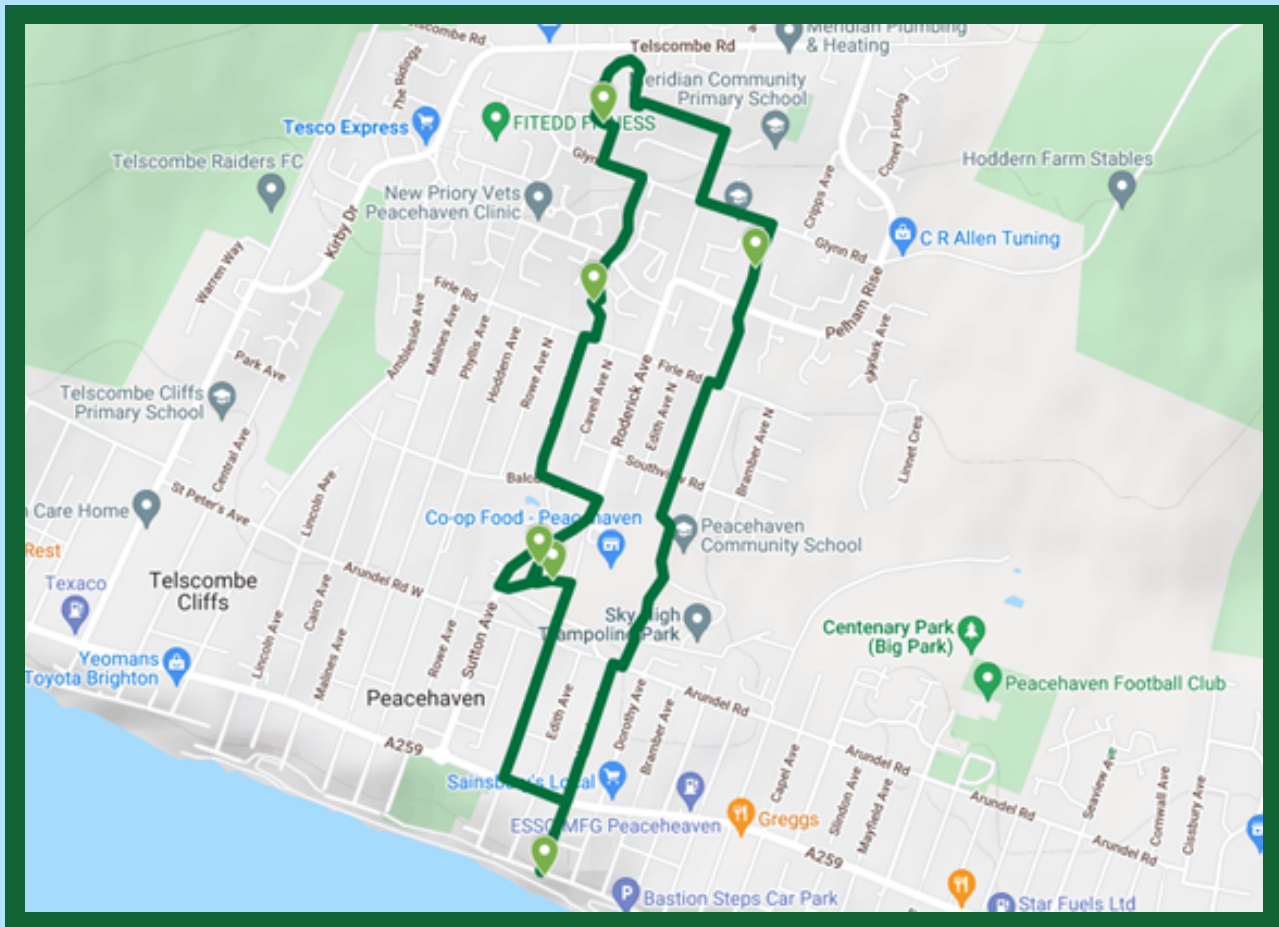 Telscombe Rd
Meridian Plumbing
& Heating
The Ridings
Meridian Community
Primary School
Tesco Express
FITEDD FITNESS
Coney Furlong
Telscombe Raiders FC
Hoddern Farm Stables
New Priory Vets
Peacehaven Clinic
Cripps Ave
Kirby Dr
Glynn Rd
C R Allen Tuning
Warren Way
Pelham Rise
Firle Rd
Ambleside Ave
Malines Ave
Phyllis Ave
Hoddern Ave
Rowe Ave N
Cavell Ave N
Roderick Ave
Firle Rd
Edith Ave N
Skylark Ave
Park Ave
Telscombe Cliffs
Primary School
Bramber Ave N
Linnet Cres
Central Ave
Southview Rd
St Peter's Ave
Lincoln Ave
Care Home
Co-op Food - Peacehaven
Peacehaven
Community School
Rest
Texaco
Telscombe
Cliffs
Arundel Rd W
Cairo Ave
Lincoln Ave
Malines Ave
Rowe Ave
Sutton Ave
Sky High
Trampoline Park
Centenary Park
(Big Park)
Yeomans
Toyota Brighton
Peacehaven
Edith Ave
Dorothy Ave
Bramber Ave
Arundel Rd
Peacehaven Football Club
A259
Arundel Rd
Capel Ave
Slindon Ave
Mayfield Ave
Seaview Ave
Cornwall Ave
Cissbury Ave
Sainsbury's Local
Arundel Rd
Arundel Rd
ESSO MFG Peaceheaven
Greggs
A259
Bastion Steps Car Park
Star Fuels Ltd